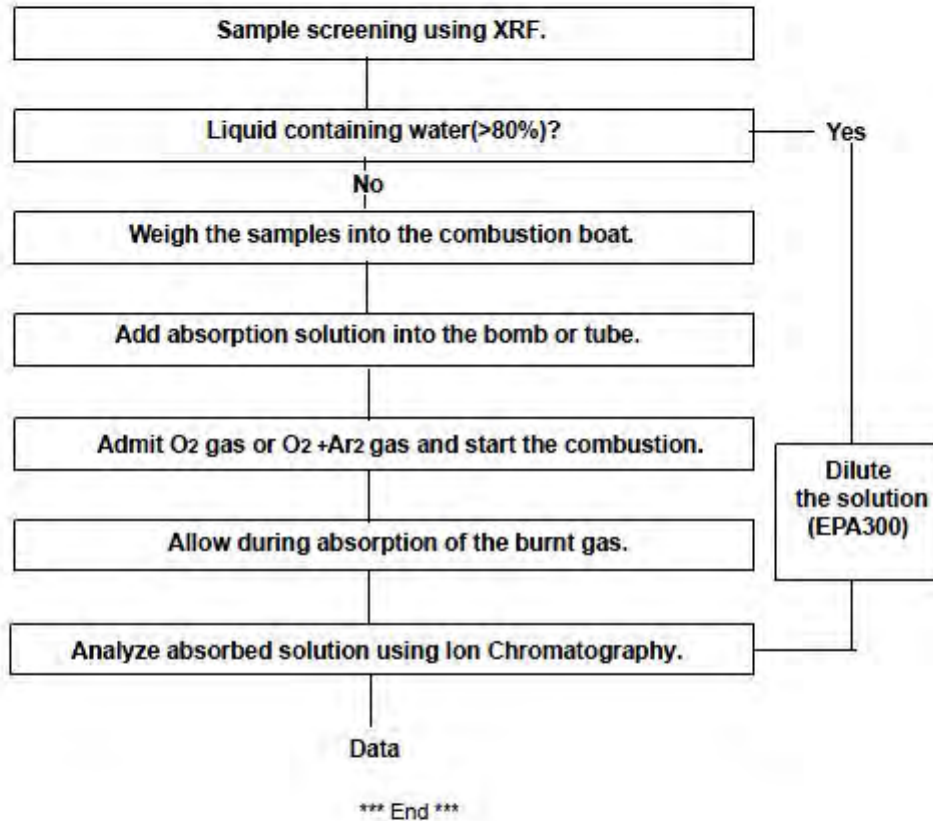 Sample screening using XRF.
Liquid containing water(>80%)?
Yes
No
Weigh the samples into the combustion boat.
Add absorption solution into the bomb or tube.
Admit O2 gas or O2 +Ar2 gas and start the combustion.
Dilute
the solution
(EPA300)
Allow during absorption of the burnt gas.
Analyze absorbed solution using Ion Chromatography.
Data
*** End ***